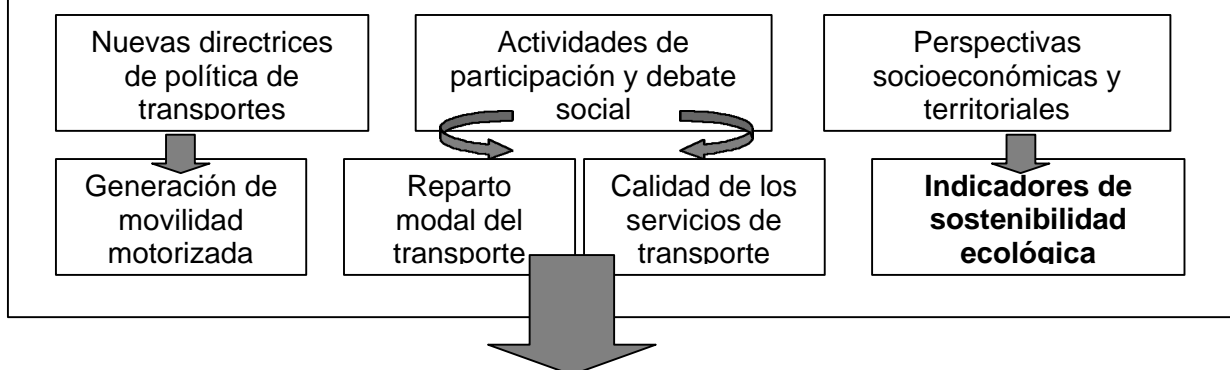 Nuevas directrices
de política de
transportes
Actividades de
participación y debate
social
Perspectivas
socioeconómicas y
territoriales
Generación de
movilidad
motorizada
Reparto
modal del
transporte
Calidad de los
servicios de
transporte
Indicadores de
sostenibilidad
ecológica